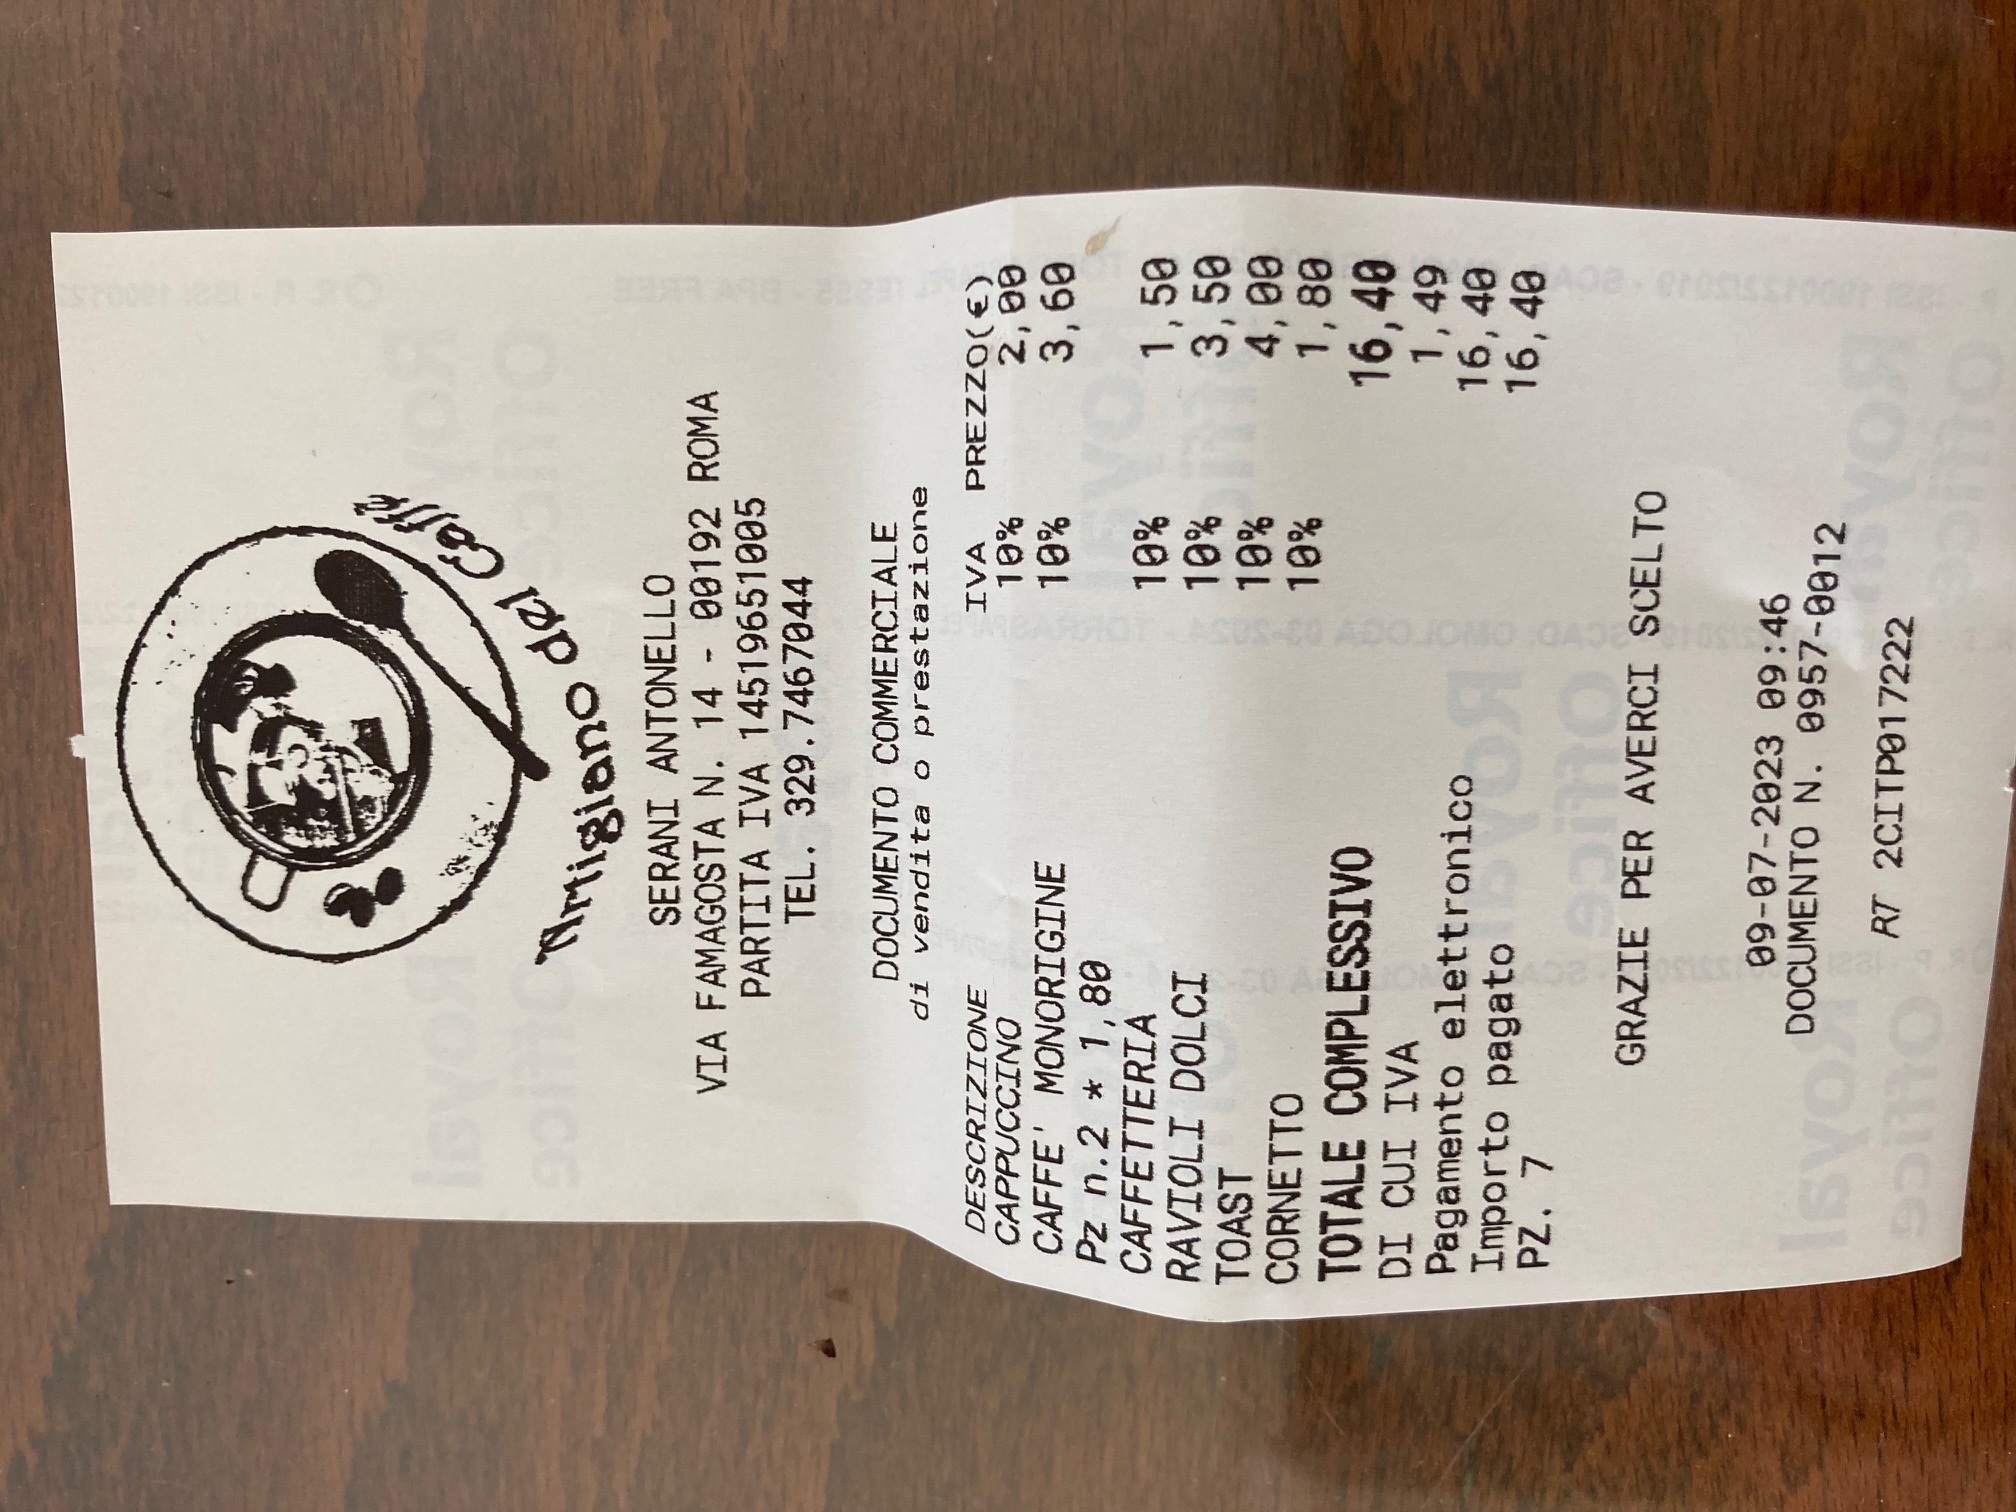 Artigiano del Caffè
SERANI ANTONELLO
VIA FAMAGOSTA N. 14 - 00192 ROMA
PARTITA IVA 14519651005
TEL. 329.7467044
DOCUMENTO COMMERCIALE
di vendita o prestazione
DESCRIZIONE IVA PREZZO(€)
CAPPUCCINO 10% 2,00
CAFFE' MONORIGINE 10% 3,60
Pz n.2 * 1,80
CAFFETTERIA 10% 1,50
RAVIOLI DOLCI 10% 3,50
TOAST 10% 4,00
CORNETTO 10% 1,80
TOTALE COMPLESSIVO 16,40
DI CUI IVA 1,49
Pagamento elettronico 16,40
Importo pagato 16,40
PZ. 7
GRAZIE PER AVERCI SCELTO
09-07-2023 09:46
DOCUMENTO N. 0957-0012
RT 2CITP017222